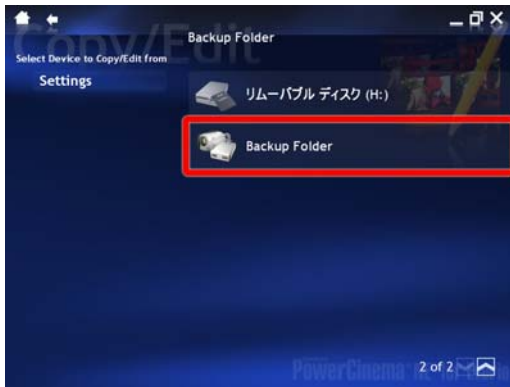 Copy/Edit
Backup Folder
Select Device to Copy/Edit from
Settings
リムーバブル ディスク (H:)
Backup Folder
2 of 2
PowerCinema